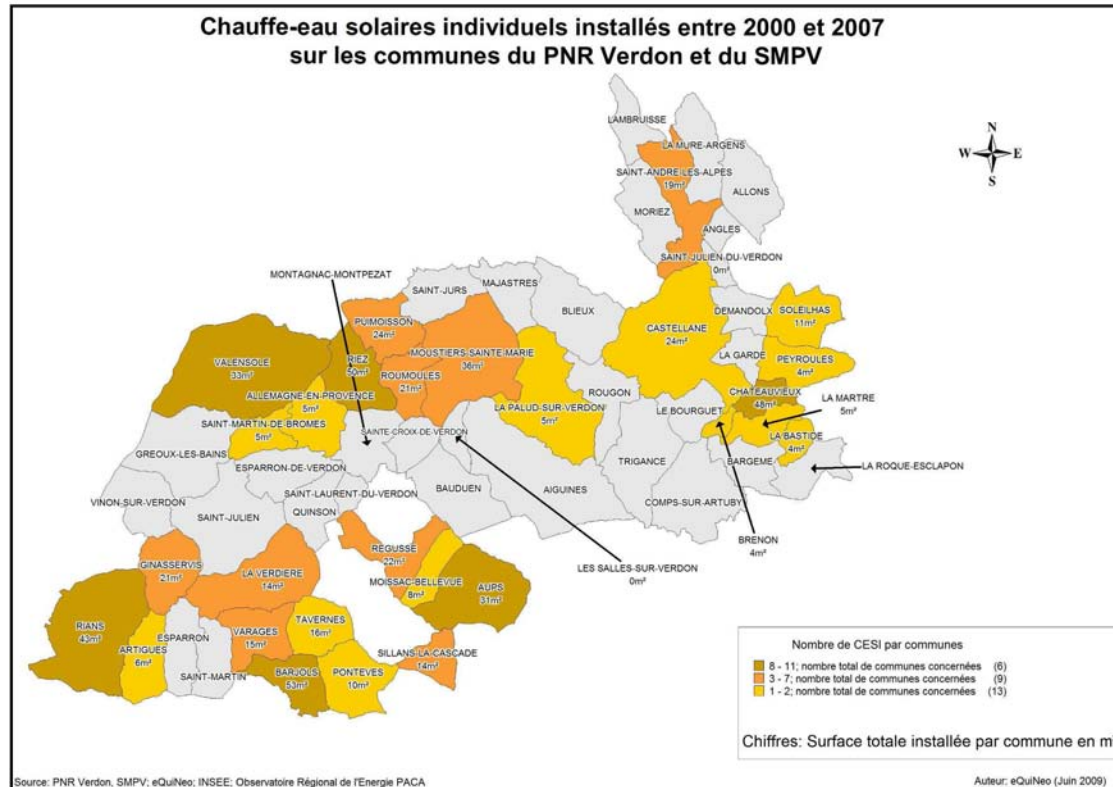 Chauffe-eau solaires individuels installés entre 2000 et 2007
sur les communes du PNR Verdon et du SMPV
N
W E
S
LAMBRUISSE
LA MURE-ARGENS
SAINT-ANDRE-LES-ALPES
19m²
ALLONS
MORIEZ
ANGLES
SAINT-JULIEN-DU-VERDON
0m²
MONTAGNAC-MONTPEZAT
SAINT-JURS
MAJASTRES
BLIEUX
CASTELLANE
24m²
DEMANDOLX
SOLEILHAS
11m²
PUIMOISSON
24m²
MOUSTIERS-SAINTE-MARIE
36m²
LA GARDE
PEYROULES
4m²
VALENSOLE
33m²
RIEZ
50m²
ROUMOULES
21m²
ROUGON
CHATEAUVIEUX
48m²
LA MARTRE
5m²
ALLEMAGNE-EN-PROVENCE
5m²
LA PALUD-SUR-VERDON
5m²
LE BOURGUET
SAINT-MARTIN-DE-BROMES
5m²
SAINTE-CROIX-DE-VERDON
LA BASTIDE
4m²
GREOUX-LES-BAINS
TRIGANCE
BARGEME
LA ROQUE-ESCLAPON
ESPARRON-DE-VERDON
BAUDUEN
AIGUINES
VINON-SUR-VERDON
SAINT-LAURENT-DU-VERDON
COMPS-SUR-ARTUBY
QUINSON
SAINT-JULIEN
BRENON
4m²
REGUSSE
22m²
LES SALLES-SUR-VERDON
0m²
GINASSERVIS
21m²
LA VERDIERE
14m²
MOISSAC-BELLEVUE
8m²
AUPS
31m²
RIANS
43m²
ESPARRON
VARAGES
15m²
TAVERNES
16m²
ARTIGUES
6m²
SILLANS-LA-CASCADE
14m²
SAINT-MARTIN
BARJOLS
53m²
PONTEVES
10m²
Nombre de CESI par communes
8 - 11; nombre total de communes concernées (6)
3 - 7; nombre total de communes concernées (9)
1 - 2; nombre total de communes concernées (13)
Chiffres: Surface totale installée par commune en m
Source: PNR Verdon, SMPV; eQuiNeo; INSEE; Observatoire Régional de l'Energie PACA
Auteur: eQuiNeo (Juin 2009)